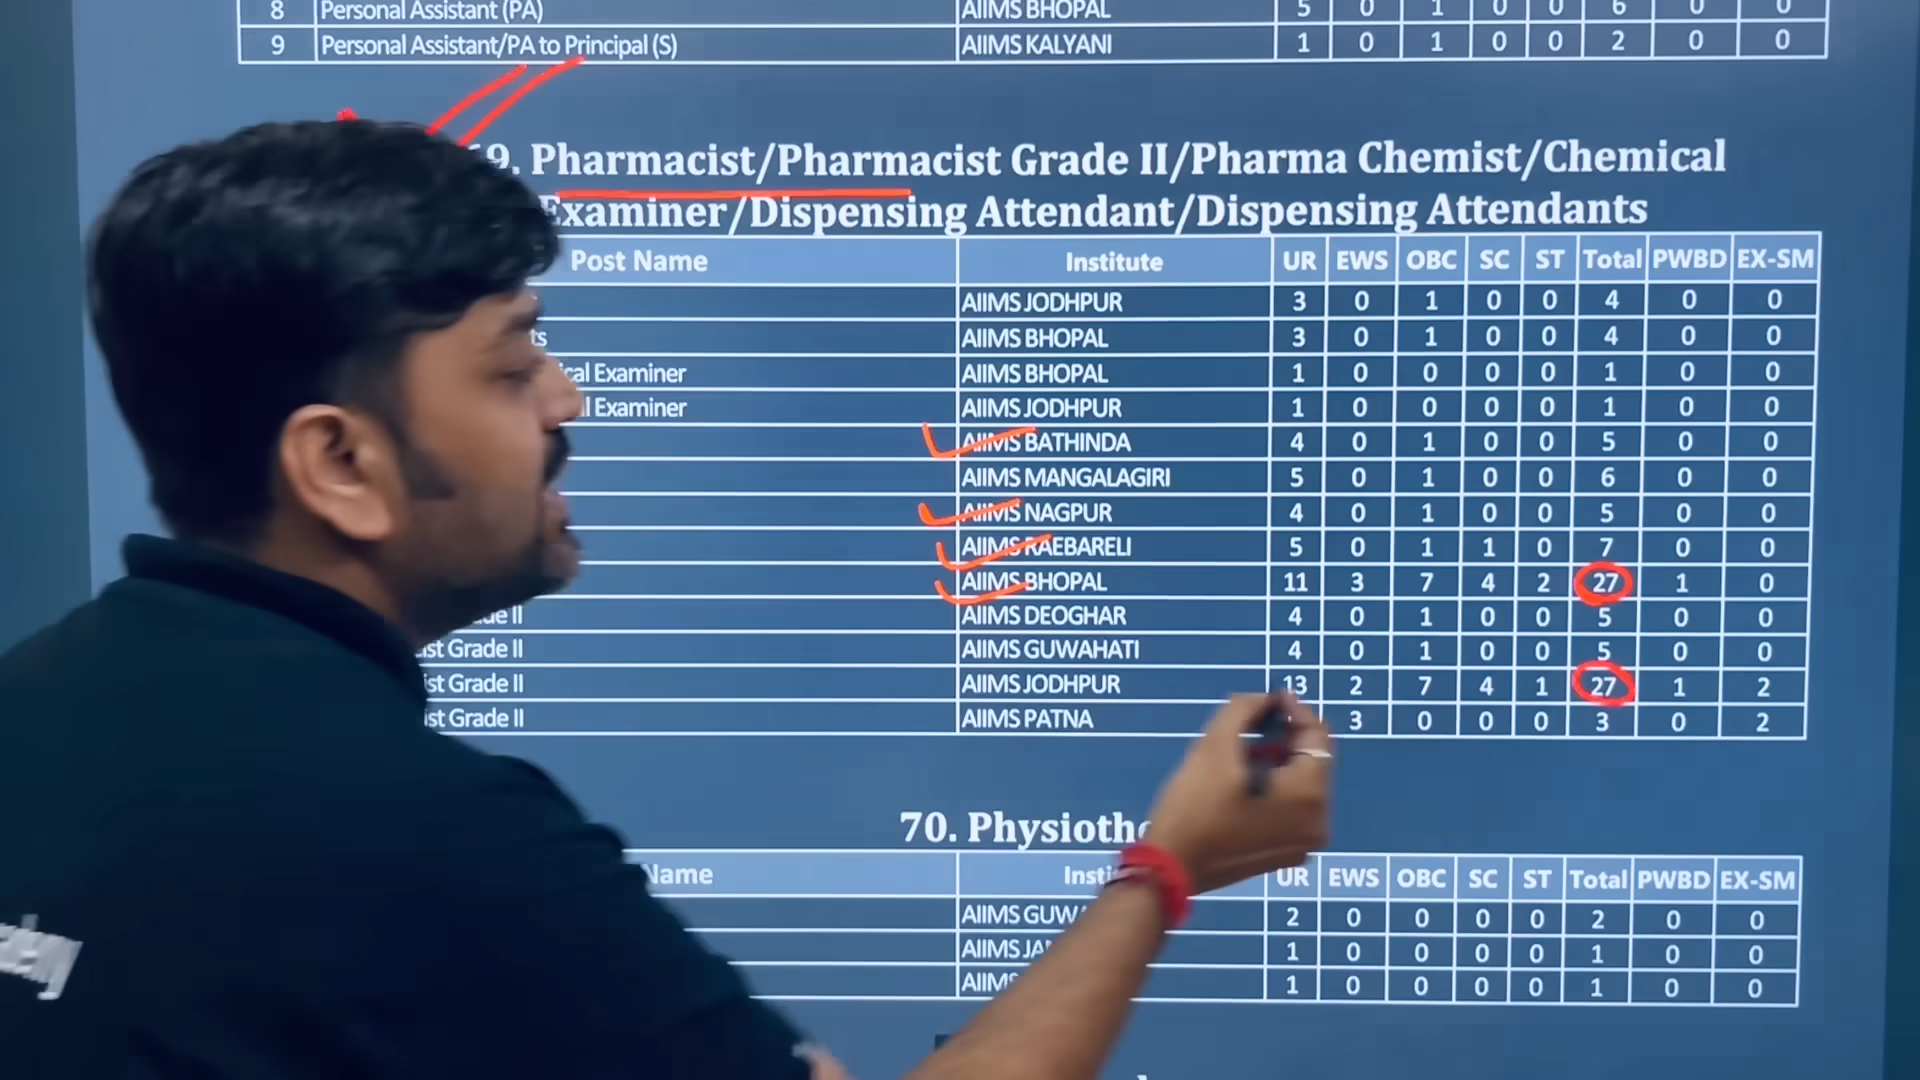 8 Personal Assistant (PA) AIIMS BHOPAL 5 0 1 0 0 6 0 0
9 Personal Assistant/PA to Principal (S) AIIMS KALYANI 1 0 1 0 0 2 0 0
69. Pharmacist/Pharmacist Grade II/Pharma Chemist/Chemical
Examiner/Dispensing Attendant/Dispensing Attendants
Post Name Institute UR EWS OBC SC ST Total PWBD EX-SM
AIIMS JODHPUR 3 0 1 0 0 4 0 0
AIIMS BHOPAL 3 0 1 0 0 4 0 0
Examiner AIIMS BHOPAL 1 0 0 0 0 1 0 0
Examiner AIIMS JODHPUR 1 0 0 0 0 1 0 0
AIIMS BATHINDA 4 0 1 0 0 5 0 0
AIIMS MANGALAGIRI 5 0 1 0 0 6 0 0
AIIMS NAGPUR 4 0 1 0 0 5 0 0
AIIMS RAEBARELI 5 0 1 1 0 7 0 0
AIIMS BHOPAL 11 3 7 4 2 27 1 0
II AIIMS DEOGHAR 4 0 1 0 0 5 0 0
Grade II AIIMS GUWAHATI 4 0 1 0 0 5 0 0
Grade II AIIMS JODHPUR 13 2 7 4 1 27 1 2
Grade II AIIMS PATNA 3 0 0 0 3 0 2
70.
Name UR EWS OBC SC ST Total PWBD EX-SM
AIIMS 2 0 0 0 0 2 0 0
AIIMS 1 0 0 0 0 1 0 0
AIIMS 1 0 0 0 0 1 0 0